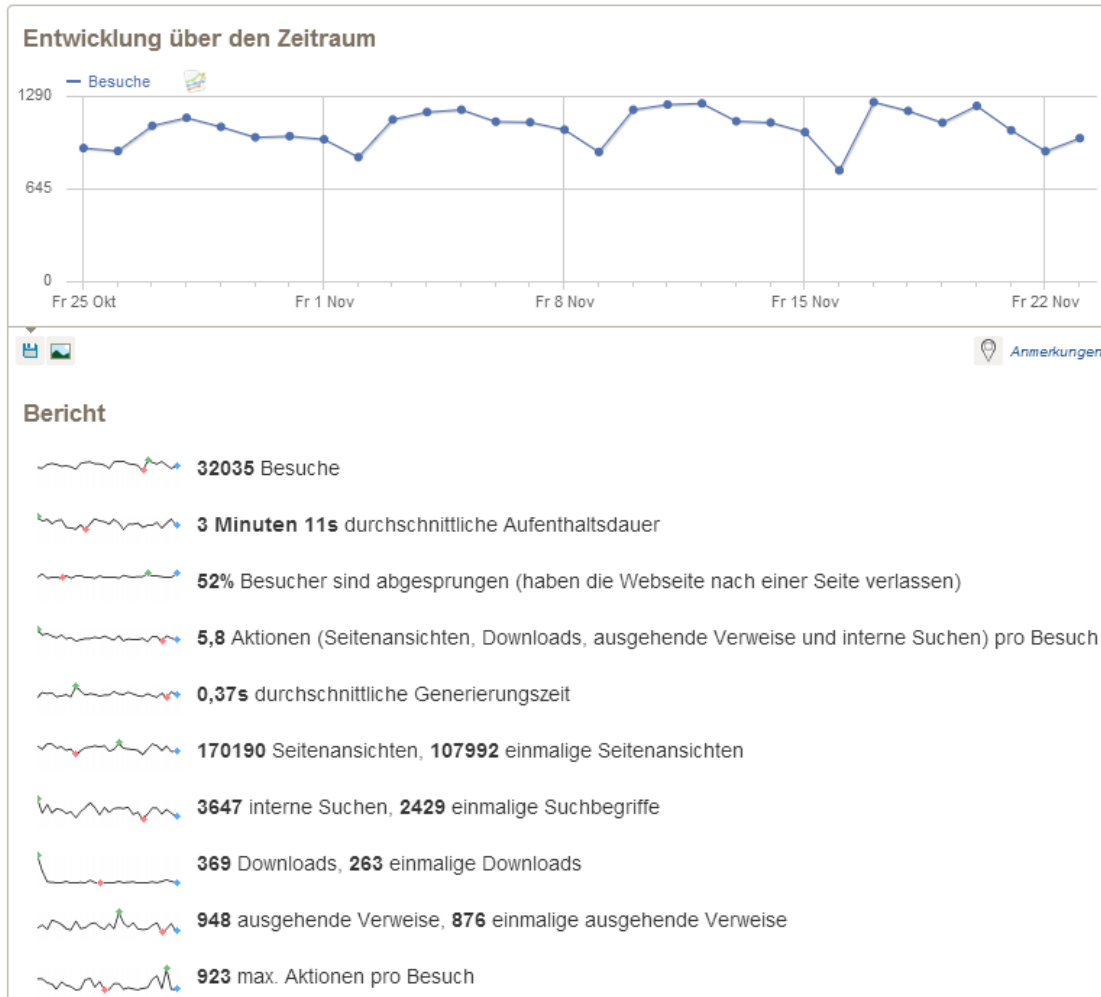 Entwicklung über den Zeitraum
Besuche
1290
645
0
Fr 25 Okt Fr 1 Nov Fr 8 Nov Fr 15 Nov Fr 22 Nov
Anmerkungen
Bericht
32035 Besuche
3 Minuten 11s durchschnittliche Aufenthaltsdauer
52% Besucher sind abgesprungen (haben die Webseite nach einer Seite verlassen)
5,8 Aktionen (Seitenansichten, Downloads, ausgehende Verweise und interne Suchen) pro Besuch
0,37s durchschnittliche Generierungszeit
170190 Seitenansichten, 107992 einmalige Seitenansichten
3647 interne Suchen, 2429 einmalige Suchbegriffe
369 Downloads, 263 einmalige Downloads
948 ausgehende Verweise, 876 einmalige ausgehende Verweise
923 max. Aktionen pro Besuch